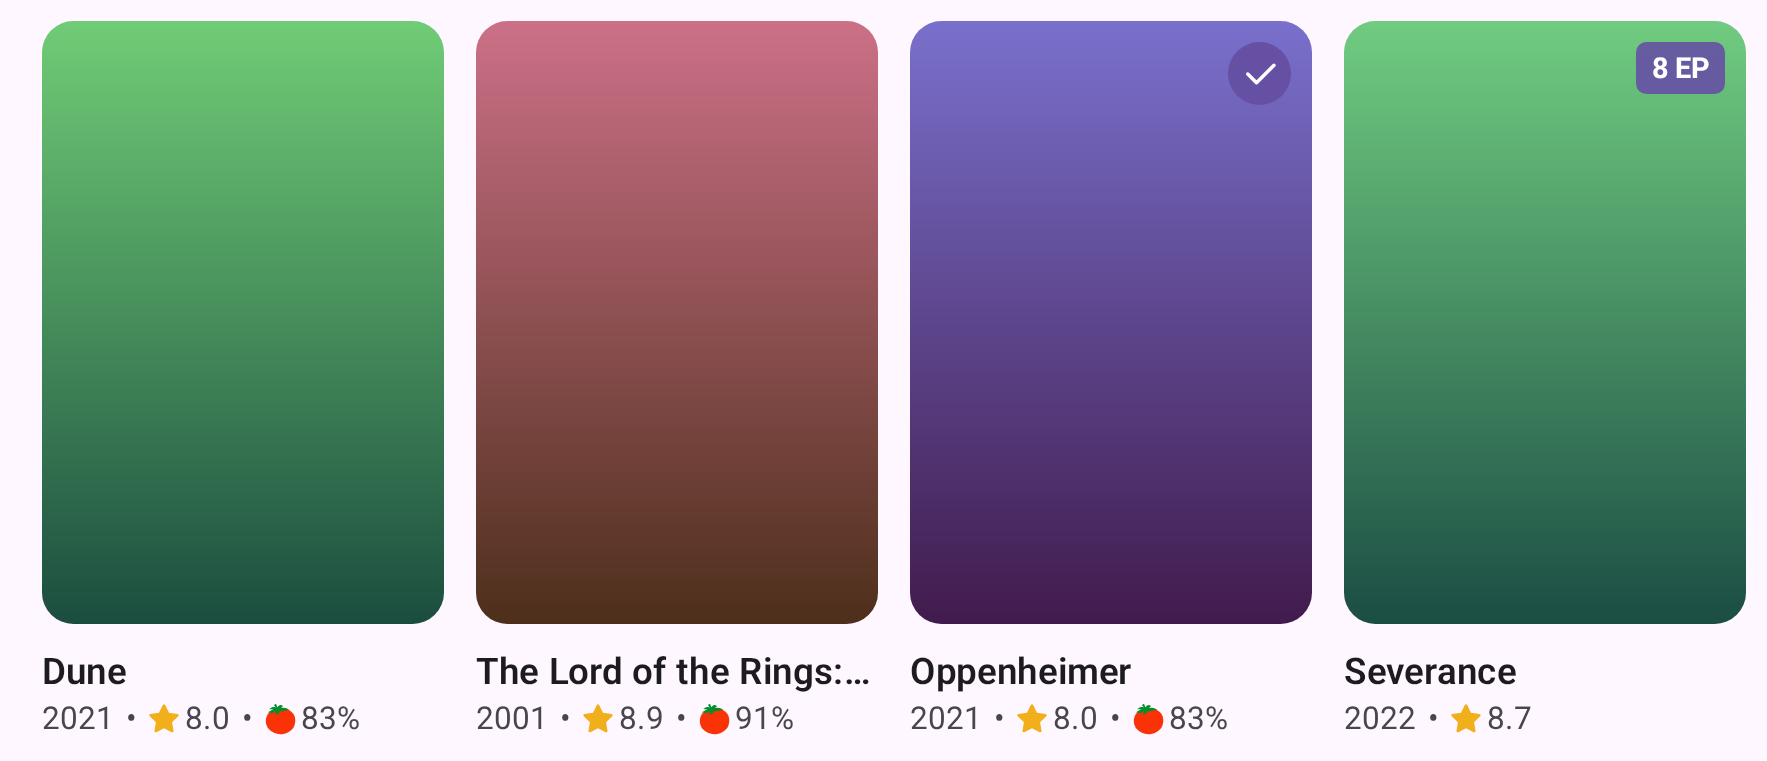 8 EP
Dune
2021 • ⭐ 8.0 • 🍅 83%
The Lord of the Rings:...
2001 • ⭐ 8.9 • 🍅 91%
Oppenheimer
2021 • ⭐ 8.0 • 🍅 83%
Severance
2022 • ⭐ 8.7